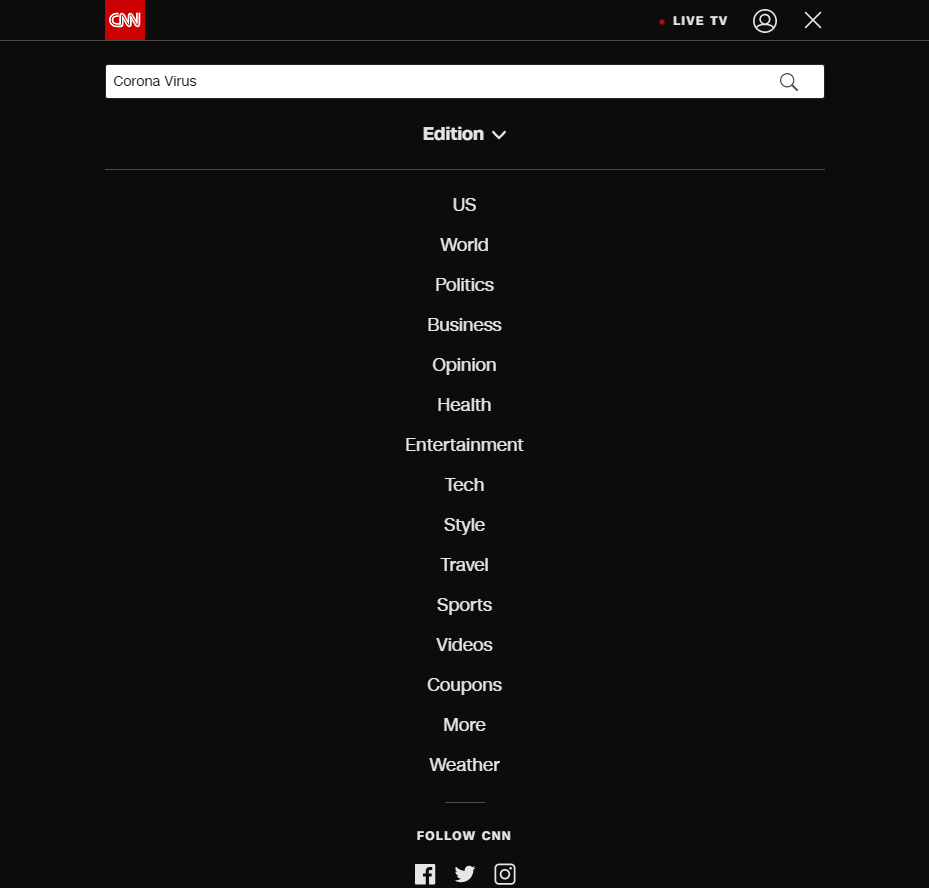 CNN
LIVE TV
Corona Virus
Edition
US
World
Politics
Business
Opinion
Health
Entertainment
Tech
Style
Travel
Sports
Videos
Coupons
More
Weather
FOLLOW CNN